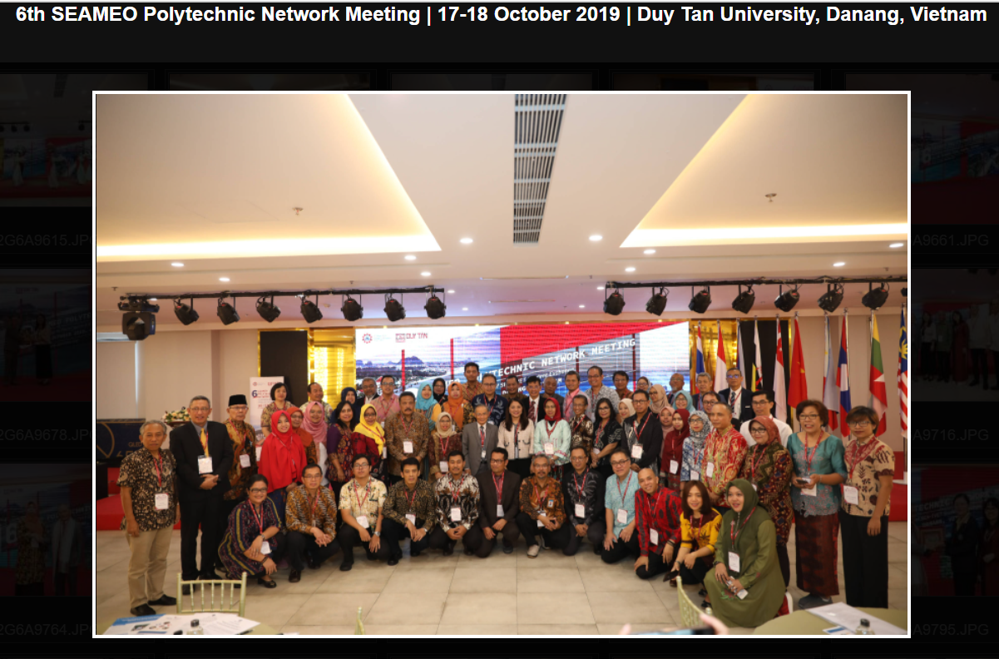 6th SEAMEO Polytechnic Network Meeting | 17-18 October 2019 | Duy Tan University, Danang, Vietnam
2G6A9615.JPG
A9661.JPG
DUY TAN
TECHNIC NETWORK MEETING
6
2G6A9678.JPG
A9716.JPG
2G6A9764.JPG
A9795.JPG